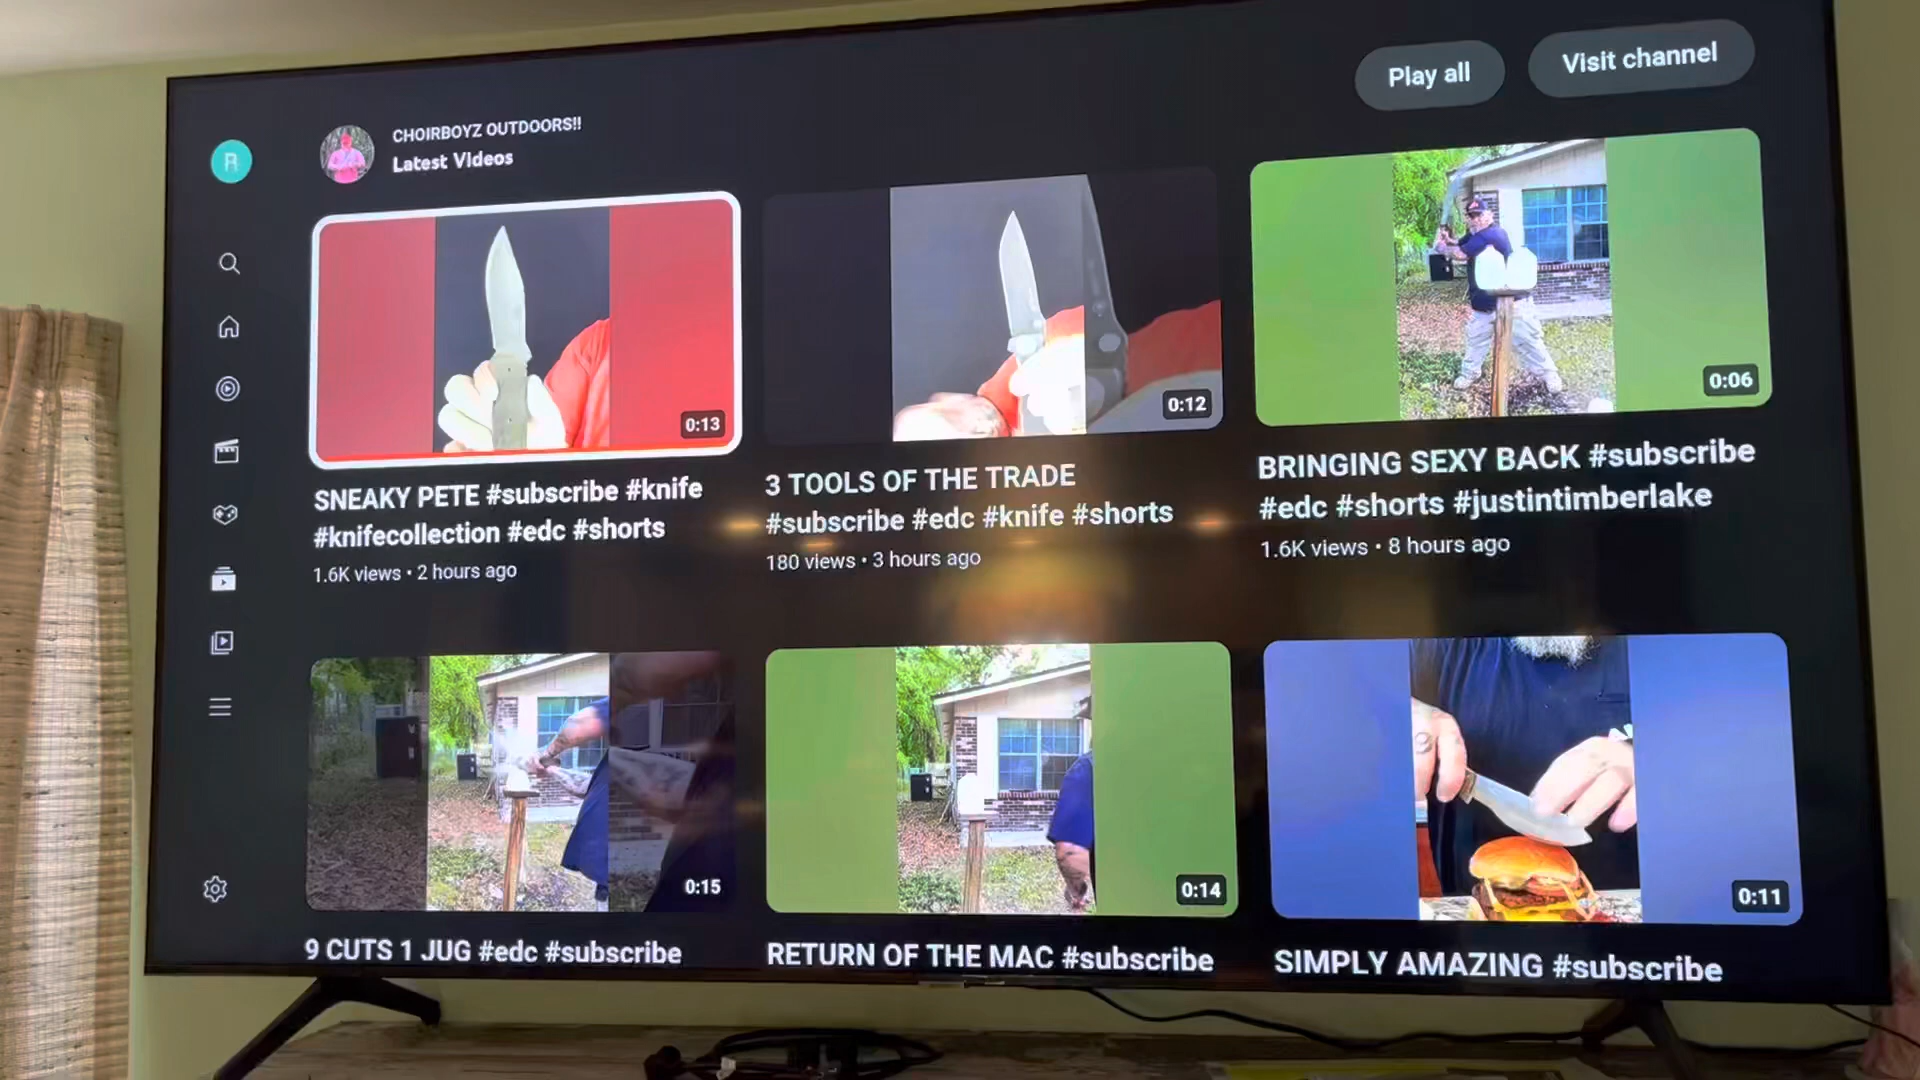 Play all
Visit channel
CHOIRBOYZ OUTDOORS!!
Latest Videos
R
0:13
0:12
0:06
SNEAKY PETE #subscribe #knife
#knifecollection #edc #shorts
1.6K views • 2 hours ago
3 TOOLS OF THE TRADE
#subscribe #edc #knife #shorts
180 views • 3 hours ago
BRINGING SEXY BACK #subscribe
#edc #shorts #justintimberlake
1.6K views • 8 hours ago
0:15
0:14
0:11
9 CUTS 1 JUG #edc #subscribe
RETURN OF THE MAC #subscribe
SIMPLY AMAZING #subscribe